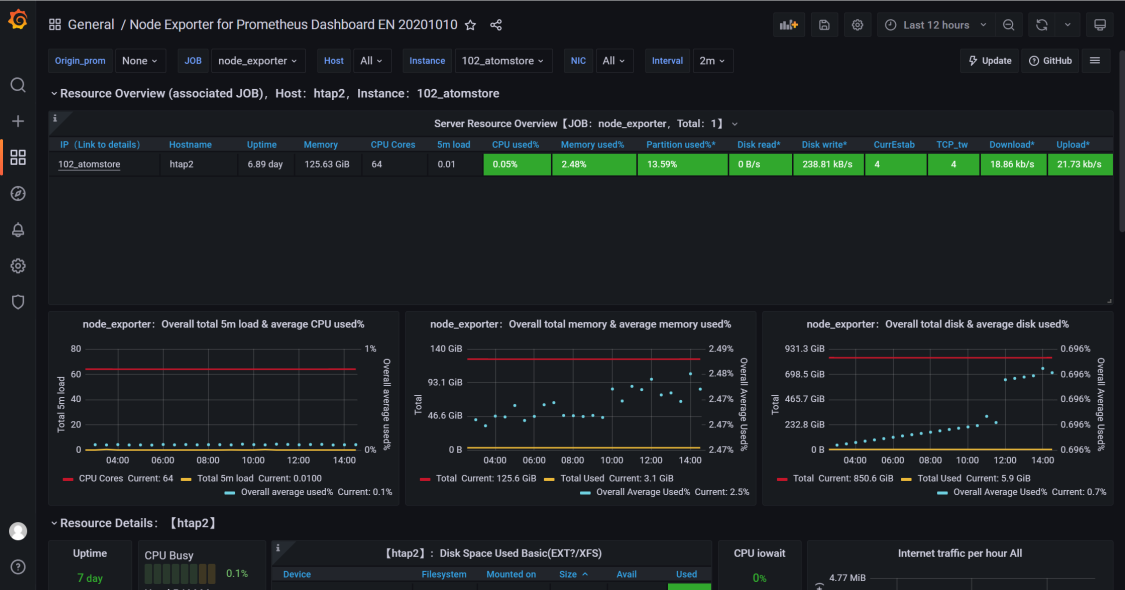 General / Node Exporter for Prometheus Dashboard EN 20201010
Last 12 hours
Origin_prom None JOB node_exporter Host All Instance 102_atomstore NIC All Interval 2m Update GitHub
Resource Overview (associated JOB)，Host：htap2，Instance：102_atomstore
i
Server Resource Overview【JOB：node_exporter，Total：1】
IP（Link to details） Hostname Uptime Memory CPU Cores 5m load CPU used% Memory used% Partition used%* Disk read* Disk write* CurrEstab TCP_tw Download* Upload*
102_atomstore htap2 6.89 day 125.63 GiB 64 0.01 0.05% 2.48% 13.59% 0 B/s 238.81 kB/s 4 4 18.86 kb/s 21.73 kb/s
node_exporter：Overall total 5m load & average CPU used%
80
60
40
20
0
Total 5m load
1%
0%
Overall average used%
04:00 06:00 08:00 10:00 12:00 14:00
CPU Cores Current: 64 Total 5m load Current: 0.0100
Overall average used% Current: 0.1%
node_exporter：Overall total memory & average memory used%
140 GiB
93.1 GiB
46.6 GiB
0 B
Total
2.49%
2.48%
2.47%
2.47%
2.47%
Overall Average Used%
04:00 06:00 08:00 10:00 12:00 14:00
Total Current: 125.6 GiB Total Used Current: 3.1 GiB
Overall Average Used% Current: 2.5%
node_exporter：Overall total disk & average disk used%
931.3 GiB
698.5 GiB
465.7 GiB
232.8 GiB
0 B
Total
0.696%
0.696%
0.696%
0.696%
0.696%
Overall Average Used%
04:00 06:00 08:00 10:00 12:00 14:00
Total Current: 850.6 GiB Total Used Current: 5.9 GiB
Overall Average Used% Current: 0.7%
Resource Details：【htap2】
Uptime
7 day
CPU Busy
0.1%
i
【htap2】：Disk Space Used Basic(EXT?/XFS)
Device Filesystem Mounted on Size Avail Used
CPU iowait
0%
Internet traffic per hour All
4.77 MiB